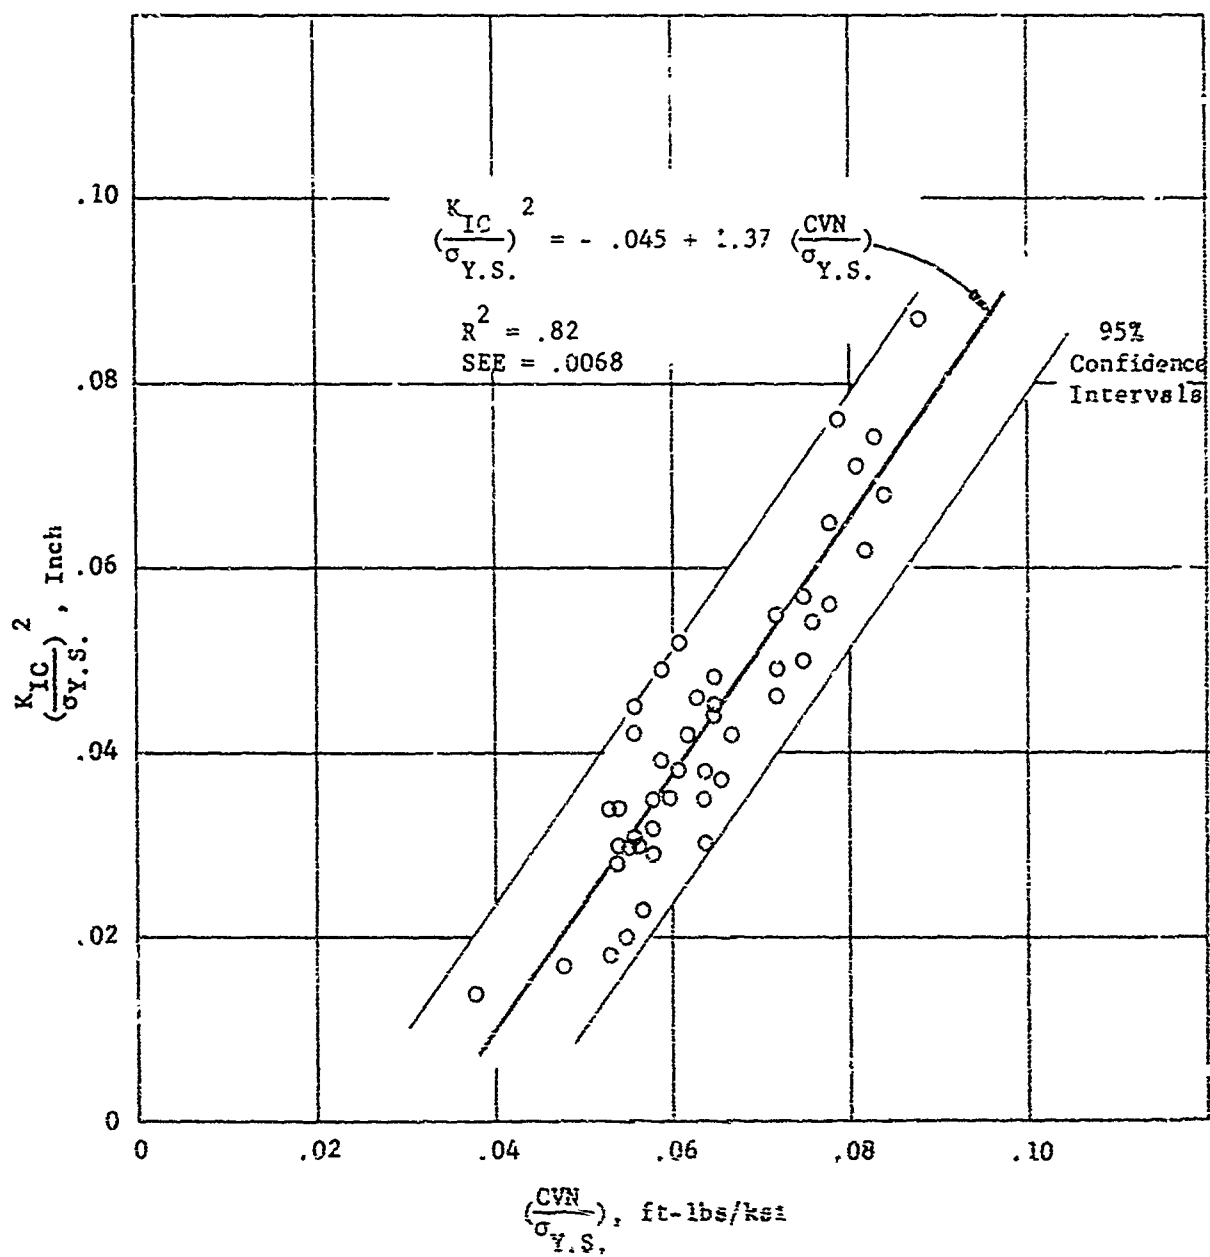 .10
(K_IC / σ_Y.S.)^2 = - .045 + 1.37 (CVN / σ_Y.S.)
R^2 = .82
SEE = .0068
95%
Confidence
Intervals
.08
.06
.04
.02
0
(K_IC / σ_Y.S.)^2 , Inch
0 .02 .04 .06 .08 .10
(CVN / σ_Y.S.), ft-lbs/ksi